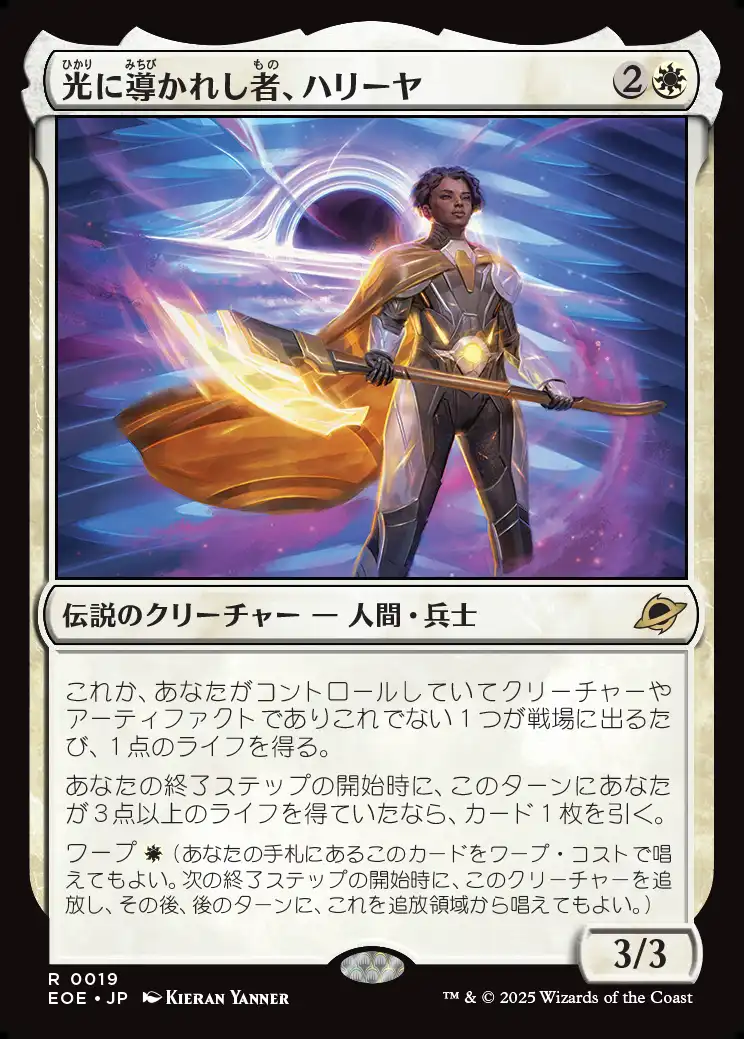 光に導かれし者、ハリーヤ
ひかり みちび もの
2
伝説のクリーチャー — 人間・兵士
これか、あなたがコントロールしていてクリーチャーや
アーティファクトでありこれでない1つが戦場に出るた
び、1点のライフを得る。
あなたの終了ステップの開始時に、このターンにあなた
が3点以上のライフを得ていたなら、カード1枚を引く。
ワープ (あなたの手札にあるこのカードをワープ・コストで唱
えてもよい。次の終了ステップの開始時に、このクリーチャーを追
放し、その後、後のターンに、これを追放領域から唱えてもよい。)
3/3
R 0019
EOE • JP KIERAN YANNER
™ & © 2025 Wizards of the Coast